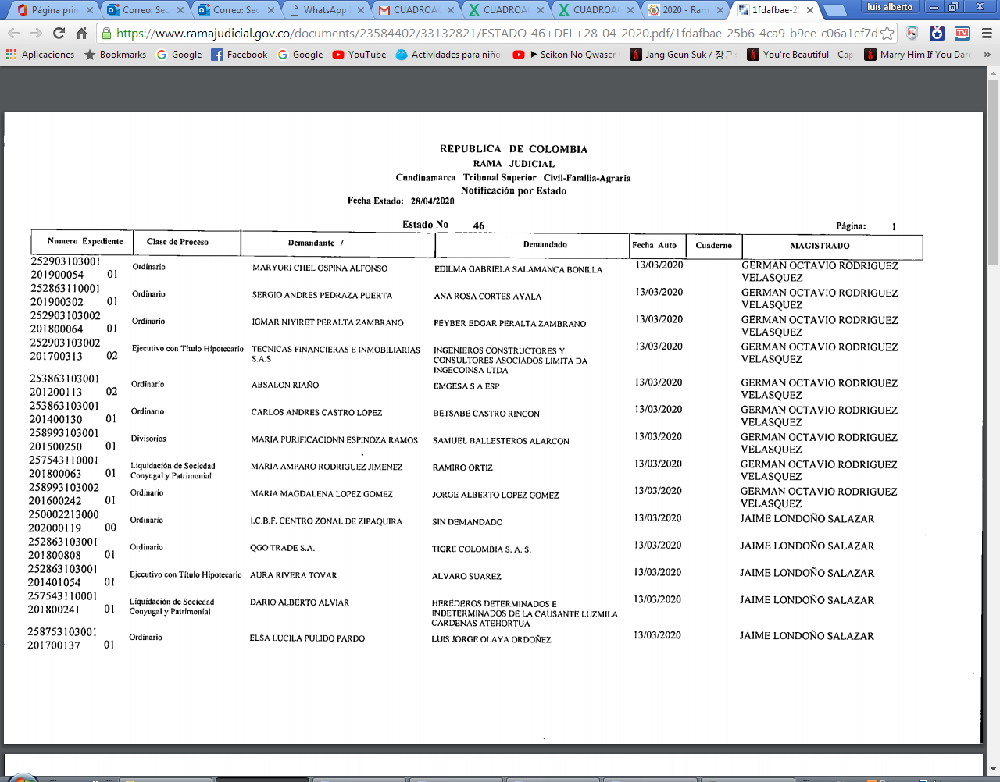 Página prin
Correo: Sec
Correo: Sec
WhatsApp
CUADROAC
CUADROAC
CUADROAC
2020 - Ram
1fdafbae-25
luis alberto
https://www.ramajudicial.gov.co/documents/23584402/33132821/ESTADO-46+DEL+28-04-2020.pdf/1fdafbae-25b6-4ca9-b9ee-c06a1ef7d
Aplicaciones
Bookmarks
Google
Facebook
Google
YouTube
Actividades para niño
Seikon No Qwaser
Jang Geun Suk / 장근
You're Beautiful - Cap
Marry Him If You Dare
REPUBLICA DE COLOMBIA
RAMA JUDICIAL
Cundinamarca Tribunal Superior Civil-Familia-Agraria
Notificación por Estado
Fecha Estado: 28/04/2020
Estado No 46 Página: 1
Numero Expediente Clase de Proceso Demandante / Demandado Fecha Auto Cuaderno MAGISTRADO
252903103001
201900054 01 Ordinario MARYURI CHEL OSPINA ALFONSO EDILMA GABRIELA SALAMANCA BONILLA 13/03/2020 GERMAN OCTAVIO RODRIGUEZ
VELASQUEZ
252863110001
201900302 01 Ordinario SERGIO ANDRES PEDRAZA PUERTA ANA ROSA CORTES AYALA 13/03/2020 GERMAN OCTAVIO RODRIGUEZ
VELASQUEZ
252903103002
201800064 01 Ordinario IGMAR NIYIRET PERALTA ZAMBRANO FEYBER EDGAR PERALTA ZAMBRANO 13/03/2020 GERMAN OCTAVIO RODRIGUEZ
VELASQUEZ
252903103002
201700313 02 Ejecutivo con Título Hipotecario TECNICAS FINANCIERAS E INMOBILIARIAS INGENIEROS CONSTRUCTORES Y 13/03/2020 GERMAN OCTAVIO RODRIGUEZ
S.A.S CONSULTORES ASOCIADOS LIMITA DA VELASQUEZ
INGECOINSA LTDA
253863103001
201200113 02 Ordinario ABSALON RIAÑO EMGESA S A ESP 13/03/2020 GERMAN OCTAVIO RODRIGUEZ
VELASQUEZ
253863103001
201400130 01 Ordinario CARLOS ANDRES CASTRO LOPEZ BETSABE CASTRO RINCON 13/03/2020 GERMAN OCTAVIO RODRIGUEZ
VELASQUEZ
258993103001
201500250 01 Divisorios MARIA PURIFICACIONN ESPINOZA RAMOS SAMUEL BALLESTEROS ALARCON 13/03/2020 GERMAN OCTAVIO RODRIGUEZ
VELASQUEZ
257543110001
201800063 01 Liquidación de Sociedad MARIA AMPARO RODRIGUEZ JIMENEZ RAMIRO ORTIZ 13/03/2020 GERMAN OCTAVIO RODRIGUEZ
Conyugal y Patrimonial VELASQUEZ
258993103002
201600242 01 Ordinario MARIA MAGDALENA LOPEZ GOMEZ JORGE ALBERTO LOPEZ GOMEZ 13/03/2020 GERMAN OCTAVIO RODRIGUEZ
VELASQUEZ
250002213000
202000119 00 Ordinario I.C.B.F. CENTRO ZONAL DE ZIPAQUIRA SIN DEMANDADO 13/03/2020 JAIME LONDOÑO SALAZAR
252863103001
201800808 01 Ordinario QGO TRADE S.A. TIGRE COLOMBIA S. A. S. 13/03/2020 JAIME LONDOÑO SALAZAR
252863103001
201401054 01 Ejecutivo con Título Hipotecario AURA RIVERA TOVAR ALVARO SUAREZ 13/03/2020 JAIME LONDOÑO SALAZAR
257543110001
201800241 01 Liquidación de Sociedad DARIO ALBERTO ALVIAR HEREDEROS DETERMINADOS E 13/03/2020 JAIME LONDOÑO SALAZAR
Conyugal y Patrimonial INDETERMINADOS DE LA CAUSANTE LUZMILA
CARDENAS ATEHORTUA
258753103001
201700137 01 Ordinario ELSA LUCILA PULIDO PARDO LUIS JORGE OLAYA ORDOÑEZ 13/03/2020 JAIME LONDOÑO SALAZAR